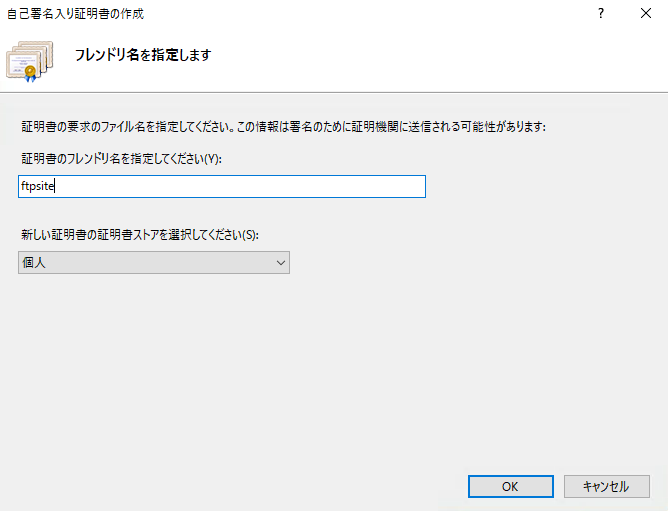 自己署名入り証明書の作成
?
フレンドリ名を指定します
証明書の要求のファイル名を指定してください。この情報は署名のために証明機関に送信される可能性があります:
証明書のフレンドリ名を指定してください(Y):
ftpsite
新しい証明書の証明書ストアを選択してください(S):
個人
OK
キャンセル